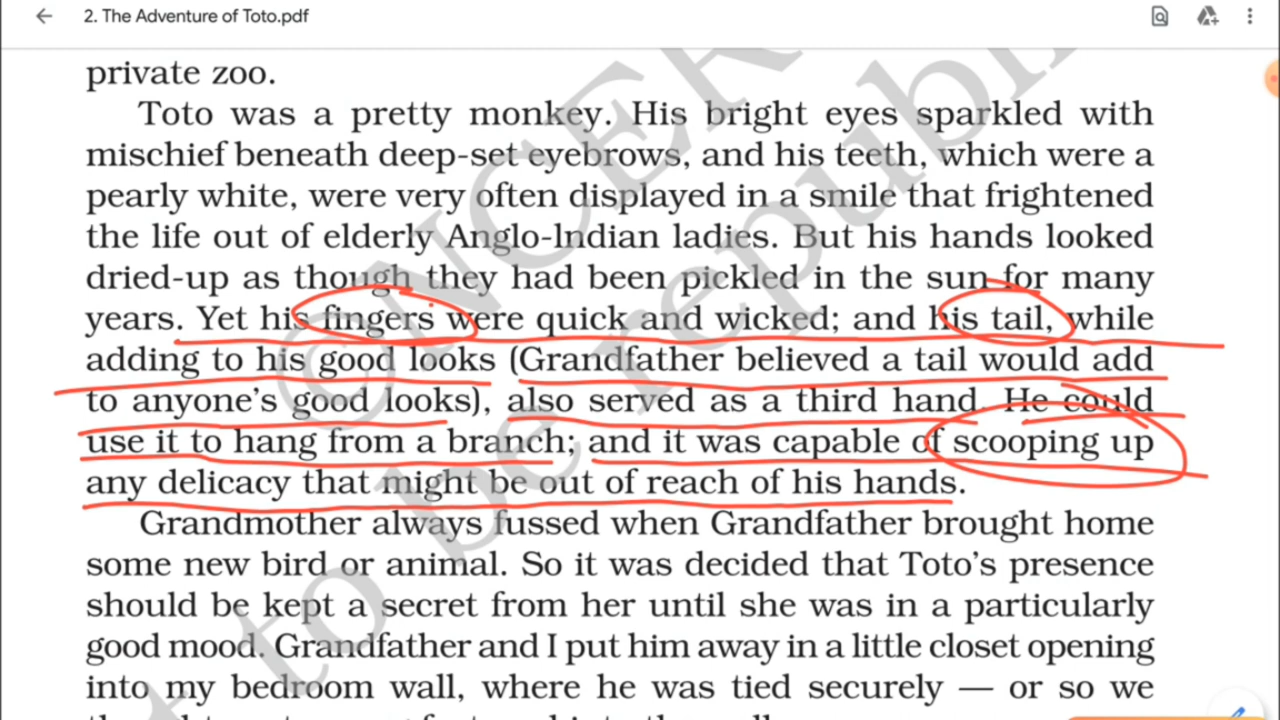 2. The Adventure of Toto.pdf
private zoo.
Toto was a pretty monkey. His bright eyes sparkled with
mischief beneath deep-set eyebrows, and his teeth, which were a
pearly white, were very often displayed in a smile that frightened
the life out of elderly Anglo-Indian ladies. But his hands looked
dried-up as though they had been pickled in the sun for many
years. Yet his fingers were quick and wicked; and his tail, while
adding to his good looks (Grandfather believed a tail would add
to anyone's good looks), also served as a third hand. He could
use it to hang from a branch; and it was capable of scooping up
any delicacy that might be out of reach of his hands.
Grandmother always fussed when Grandfather brought home
some new bird or animal. So it was decided that Toto's presence
should be kept a secret from her until she was in a particularly
good mood. Grandfather and I put him away in a little closet opening
into my bedroom wall, where he was tied securely — or so we
©NCER
to be republi